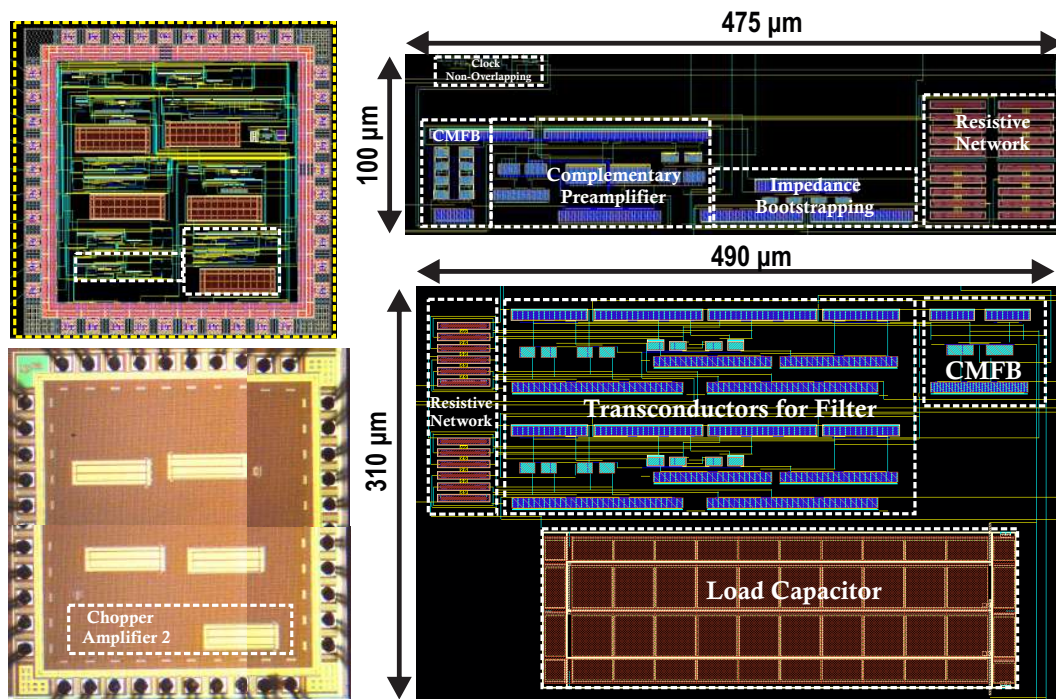 475 µm
100 µm
Clock
Non-Overlapping
CMFB
Complementary
Preamplifier
Impedance
Bootstrapping
Resistive
Network
490 µm
310 µm
Resistive
Network
Transconductors for Filter
CMFB
Load Capacitor
Chopper
Amplifier 2